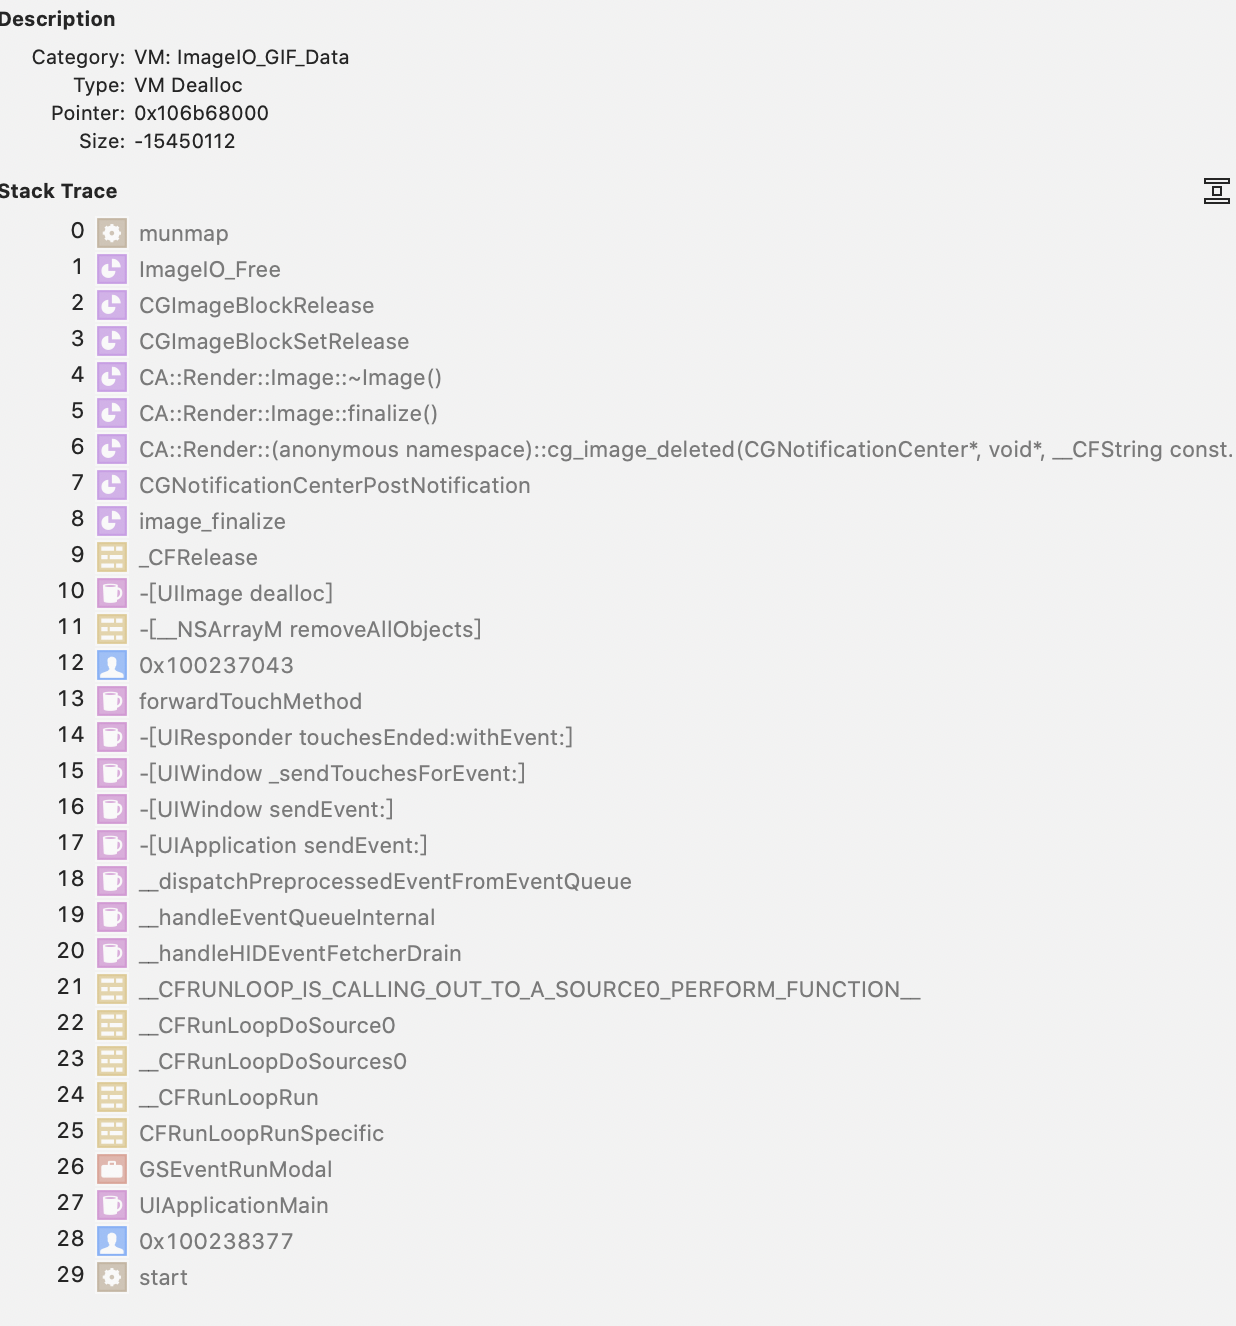 Description
Category: VM: ImageIO_GIF_Data
Type: VM Dealloc
Pointer: 0x106b68000
Size: -15450112
Stack Trace
0 munmap
1 ImageIO_Free
2 CGImageBlockRelease
3 CGImageBlockSetRelease
4 CA::Render::Image::~Image()
5 CA::Render::Image::finalize()
6 CA::Render::(anonymous namespace)::cg_image_deleted(CGNotificationCenter*, void*, __CFString const.
7 CGNotificationCenterPostNotification
8 image_finalize
9 _CFRelease
10 -[UIImage dealloc]
11 -[__NSArrayM removeAllObjects]
12 0x100237043
13 forwardTouchMethod
14 -[UIResponder touchesEnded:withEvent:]
15 -[UIWindow _sendTouchesForEvent:]
16 -[UIWindow sendEvent:]
17 -[UIApplication sendEvent:]
18 __dispatchPreprocessedEventFromEventQueue
19 __handleEventQueueInternal
20 __handleHIDEventFetcherDrain
21 __CFRUNLOOP_IS_CALLING_OUT_TO_A_SOURCE0_PERFORM_FUNCTION__
22 __CFRunLoopDoSource0
23 __CFRunLoopDoSources0
24 __CFRunLoopRun
25 CFRunLoopRunSpecific
26 GSEventRunModal
27 UIApplicationMain
28 0x100238377
29 start